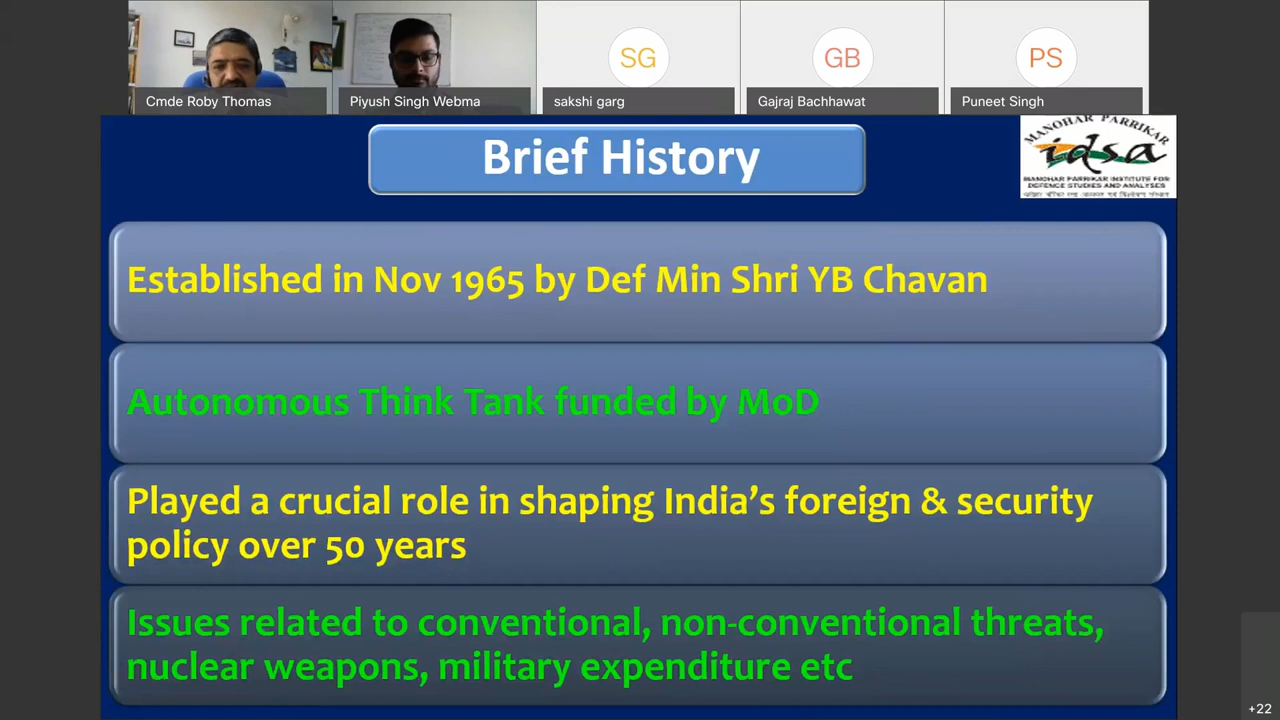 SG
GB
PS
Cmde Roby Thomas
Piyush Singh Webma
sakshi garg
Gajraj Bachhawat
Puneet Singh
Brief History
MANOHAR PARRIKAR
idsa
MANOHAR PARRIKAR INSTITUTE FOR
DEFENCE STUDIES AND ANALYSES
Established in Nov 1965 by Def Min Shri YB Chavan
Autonomous Think Tank funded by MoD
Played a crucial role in shaping India’s foreign & security
policy over 50 years
Issues related to conventional, non-conventional threats,
nuclear weapons, military expenditure etc
+22